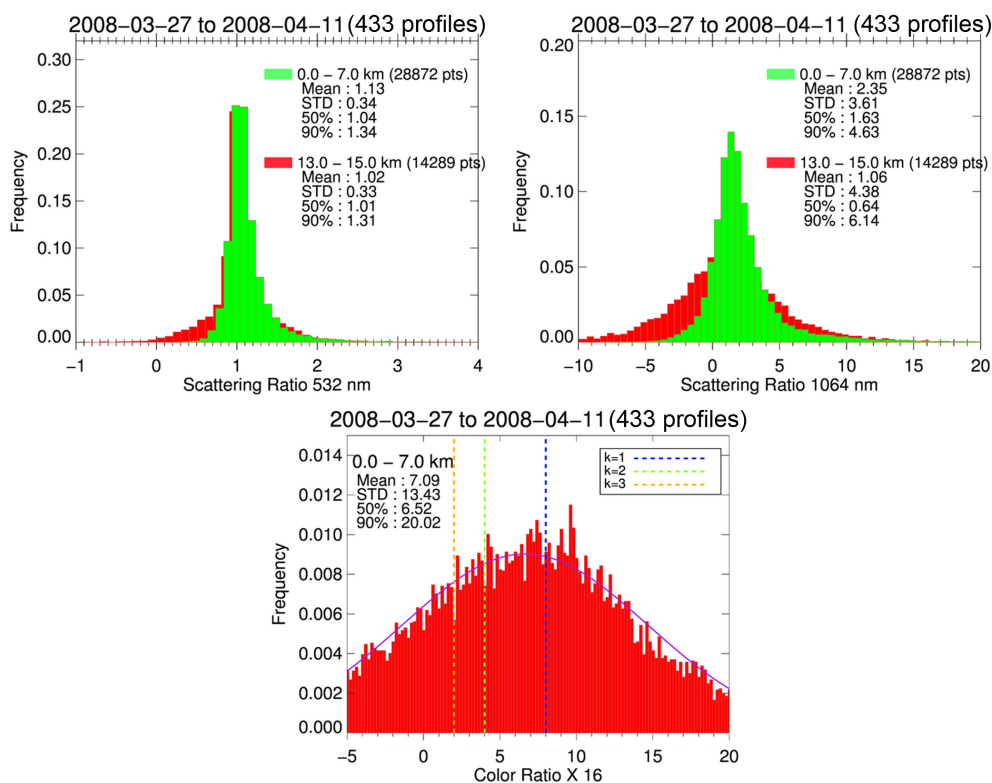 2008−03−27 to 2008−04−11 (433 profiles)
0.30
0.25
0.20
0.15
0.10
0.05
0.00
Frequency
0.0 − 7.0 km (28872 pts)
Mean : 1.13
STD : 0.34
50% : 1.04
90% : 1.34
13.0 − 15.0 km (14289 pts)
Mean : 1.02
STD : 0.33
50% : 1.01
90% : 1.31
−1 0 1 2 3 4
Scattering Ratio 532 nm
2008−03−27 to 2008−04−11 (433 profiles)
0.20
0.15
0.10
0.05
0.00
Frequency
0.0 − 7.0 km (28872 pts)
Mean : 2.35
STD : 3.61
50% : 1.63
90% : 4.63
13.0 − 15.0 km (14289 pts)
Mean : 1.06
STD : 4.38
50% : 0.64
90% : 6.14
−10 −5 0 5 10 15 20
Scattering Ratio 1064 nm
2008−03−27 to 2008−04−11 (433 profiles)
0.014
0.012
0.010
0.008
0.006
0.004
0.002
0.000
Frequency
0.0 − 7.0 km
Mean : 7.09
STD : 13.43
50% : 6.52
90% : 20.02
k=1
k=2
k=3
−5 0 5 10 15 20
Color Ratio X 16